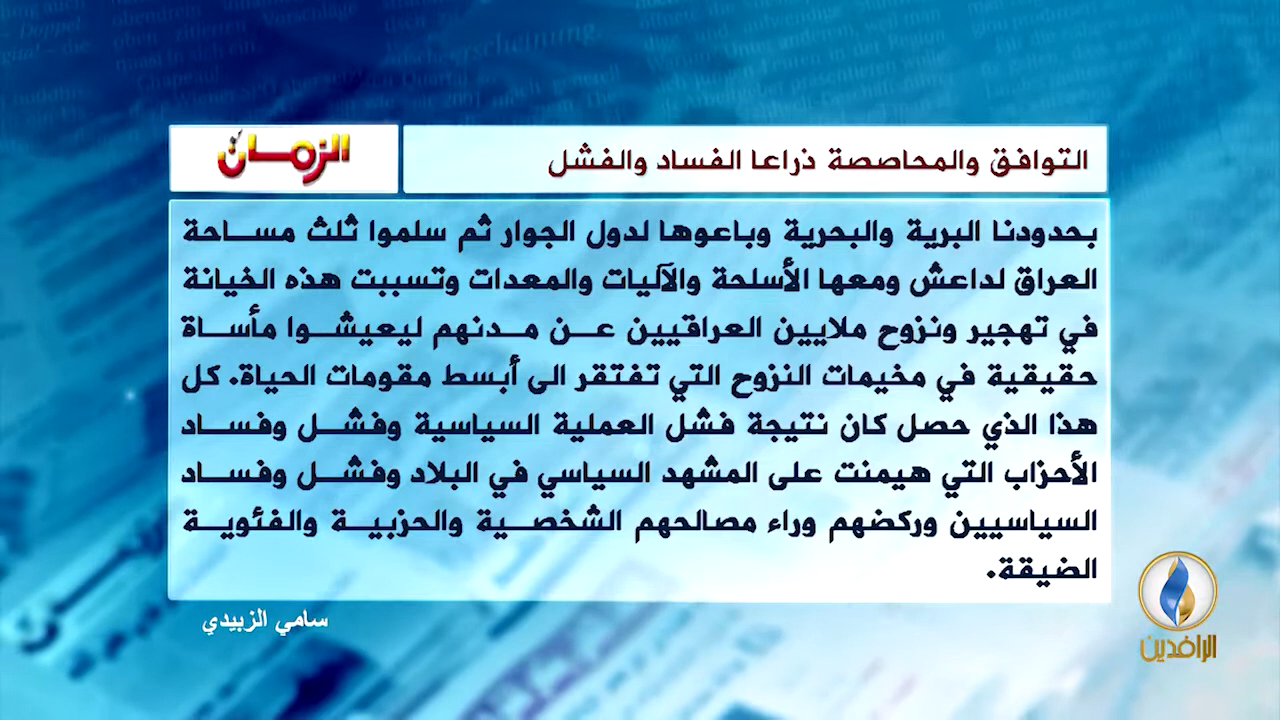 الزمان
التوافق والمحاصصة ذراعا الفساد والفشل
بحدودنا البرية والبحرية وباعوها لدول الجوار ثم سلموا ثلث مساحة
العراق لداعش ومعها الأسلحة والآليات والمعدات وتسببت هذه الخيانة
في تهجير ونزوح ملايين العراقيين عن مدنهم ليعيشوا مأساة
حقيقية في مخيمات النزوح التي تفتقر الى أبسط مقومات الحياة. كل
هذا الذي حصل كان نتيجة فشل العملية السياسية وفشل وفساد
الأحزاب التي هيمنت على المشهد السياسي في البلاد وفشل وفساد
السياسيين وركضهم وراء مصالحهم الشخصية والحزبية والفئوية
الضيقة.
سامي الزبيدي
الرافدين